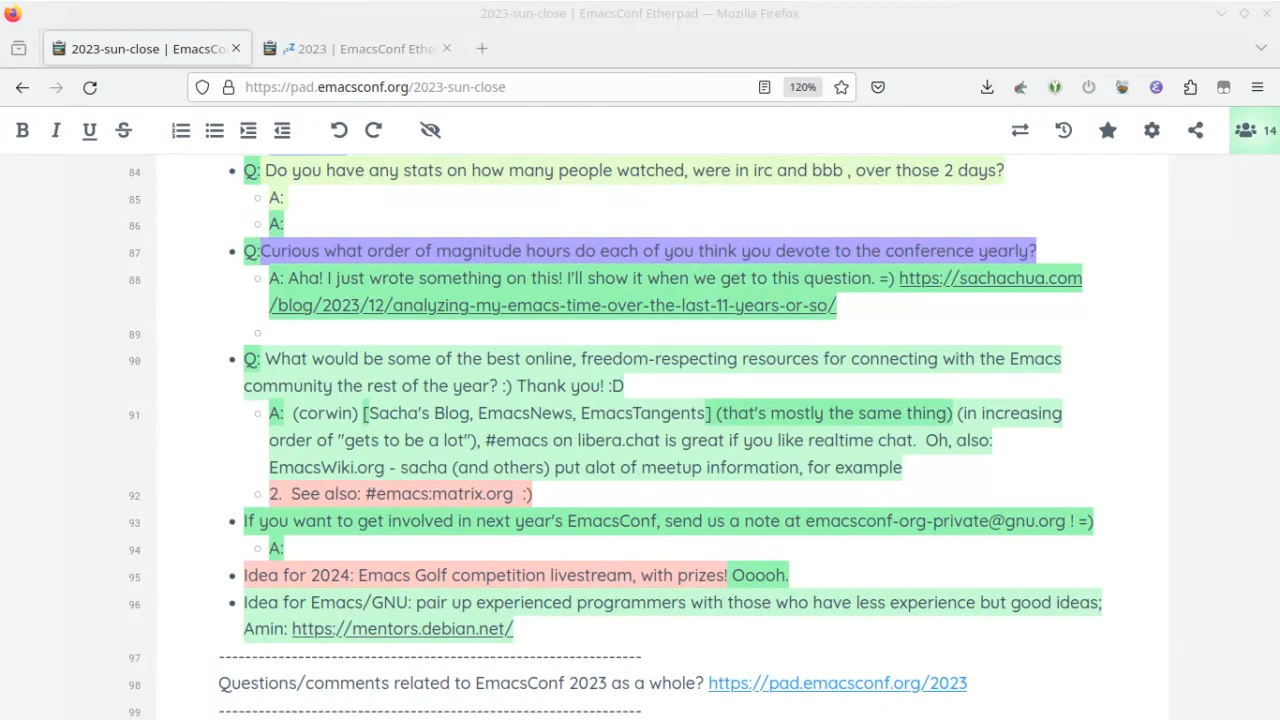 2023-sun-close | EmacsConf Etherpad — Mozilla Firefox
2023-sun-close | EmacsCo
2023 | EmacsConf Ethe
https://pad.emacsconf.org/2023-sun-close
120%
B I U S
14
84 Q: Do you have any stats on how many people watched, were in irc and bbb , over those 2 days?
85 A:
86 A:
87 Q:Curious what order of magnitude hours do each of you think you devote to the conference yearly?
88 A: Aha! I just wrote something on this! I'll show it when we get to this question. =) https://sachachua.com
/blog/2023/12/analyzing-my-emacs-time-over-the-last-11-years-or-so/
89
90 Q: What would be some of the best online, freedom-respecting resources for connecting with the Emacs
community the rest of the year? :) Thank you! :D
91 A: (corwin) [Sacha's Blog, EmacsNews, EmacsTangents] (that's mostly the same thing) (in increasing
order of "gets to be a lot"), #emacs on libera.chat is great if you like realtime chat. Oh, also:
EmacsWiki.org - sacha (and others) put alot of meetup information, for example
92 2. See also: #emacs:matrix.org :)
93 If you want to get involved in next year's EmacsConf, send us a note at emacsconf-org-private@gnu.org ! =)
94 A:
95 Idea for 2024: Emacs Golf competition livestream, with prizes! Ooooh.
96 Idea for Emacs/GNU: pair up experienced programmers with those who have less experience but good ideas;
Amin: https://mentors.debian.net/
97 ----------------------------------------------------------------
98 Questions/comments related to EmacsConf 2023 as a whole? https://pad.emacsconf.org/2023
99 ----------------------------------------------------------------